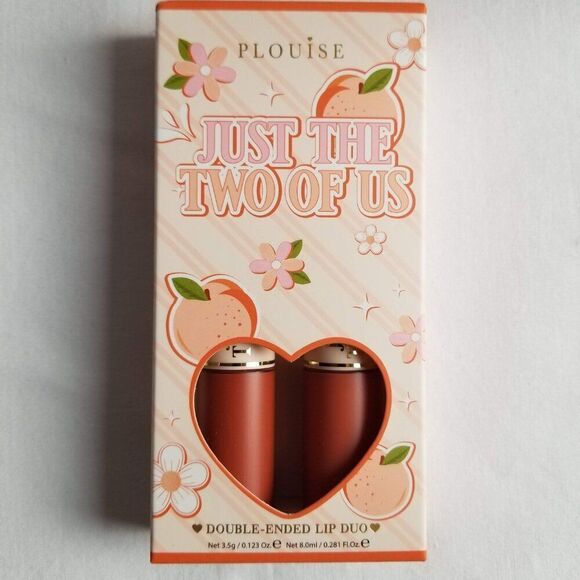 PLOUISE
JUST THE
TWO OF US
♥ DOUBLE-ENDED LIP DUO ♥
Net 3.5g / 0.123 Oz.℮ Net 8.0ml / 0.281 Fl.Oz.℮